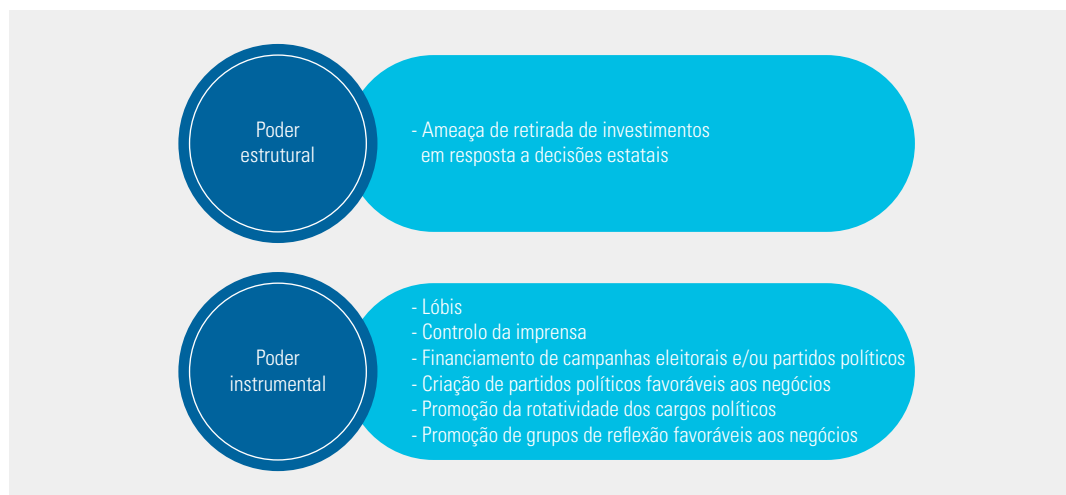 Poder
estrutural
- Ameaça de retirada de investimentos
em resposta a decisões estatais
Poder
instrumental
- Lóbis
- Controlo da imprensa
- Financiamento de campanhas eleitorais e/ou partidos políticos
- Criação de partidos políticos favoráveis aos negócios
- Promoção da rotatividade dos cargos políticos
- Promoção de grupos de reflexão favoráveis aos negócios